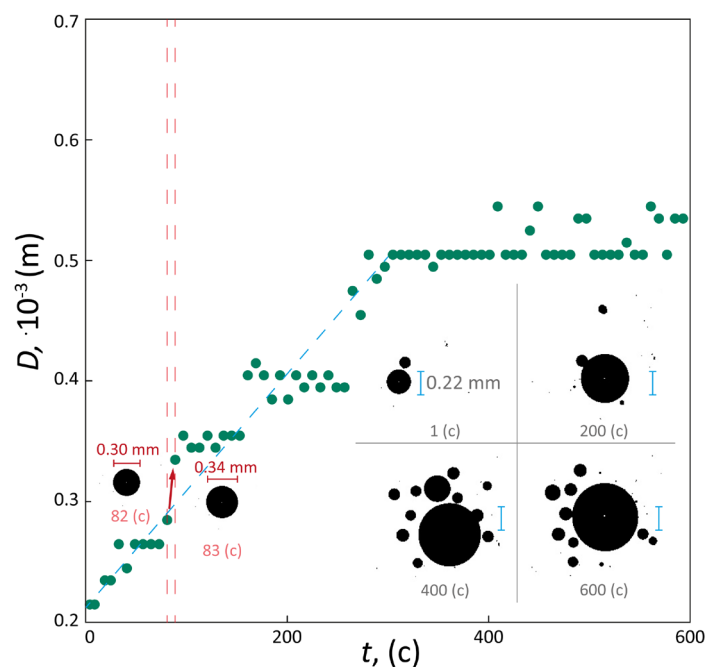 0.7
0.6
0.5
0.4
0.3
0.2
D, ·10⁻³ (m)
0.30 mm
82 (c)
0.34 mm
83 (c)
0.22 mm
1 (c)
200 (c)
400 (c)
600 (c)
0
200
400
600
t, (c)